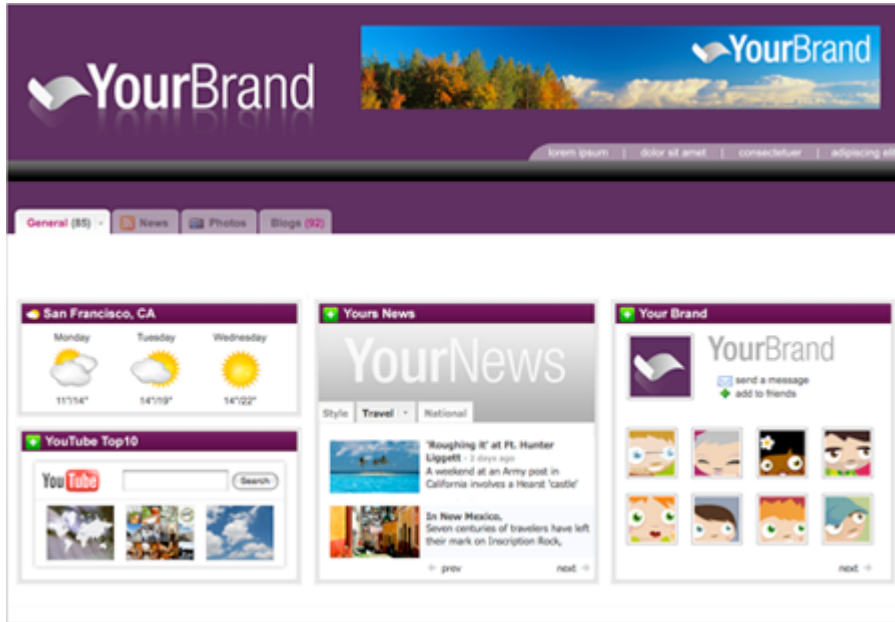 YourBrand
YourBrand
lorem ipsum | dolor sit amet | consectetuer | adipiscing elit
General (85)
News
Photos
Blogs (92)
San Francisco, CA
Monday Tuesday Wednesday
11°/14° 14°/19° 14°/22°
YouTube Top10
YouTube
Search
Yours News
YourNews
Style Travel National
'Roughing it' at Ft. Hunter
Liggett - 2 days ago
A weekend at an Army post in
California involves a Hearst 'castle'
In New Mexico,
Seven centuries of travelers have left
their mark on Inscription Rock,
prev next
Your Brand
YourBrand
send a message
add to friends
next